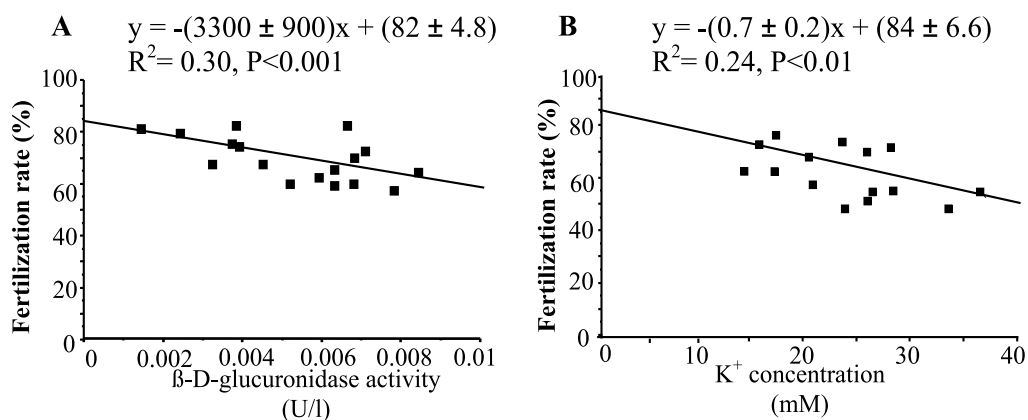 A y = -(3300 ± 900)x + (82 ± 4.8)
R²= 0.30, P<0.001
Fertilization rate (%)
100
80
60
40
20
0
0 0.002 0.004 0.006 0.008 0.01
ß-D-glucuronidase activity
(U/l)
B y = -(0.7 ± 0.2)x + (84 ± 6.6)
R²= 0.24, P<0.01
Fertilization rate (%)
100
80
60
40
20
0
0 10 20 30 40
K⁺ concentration
(mM)